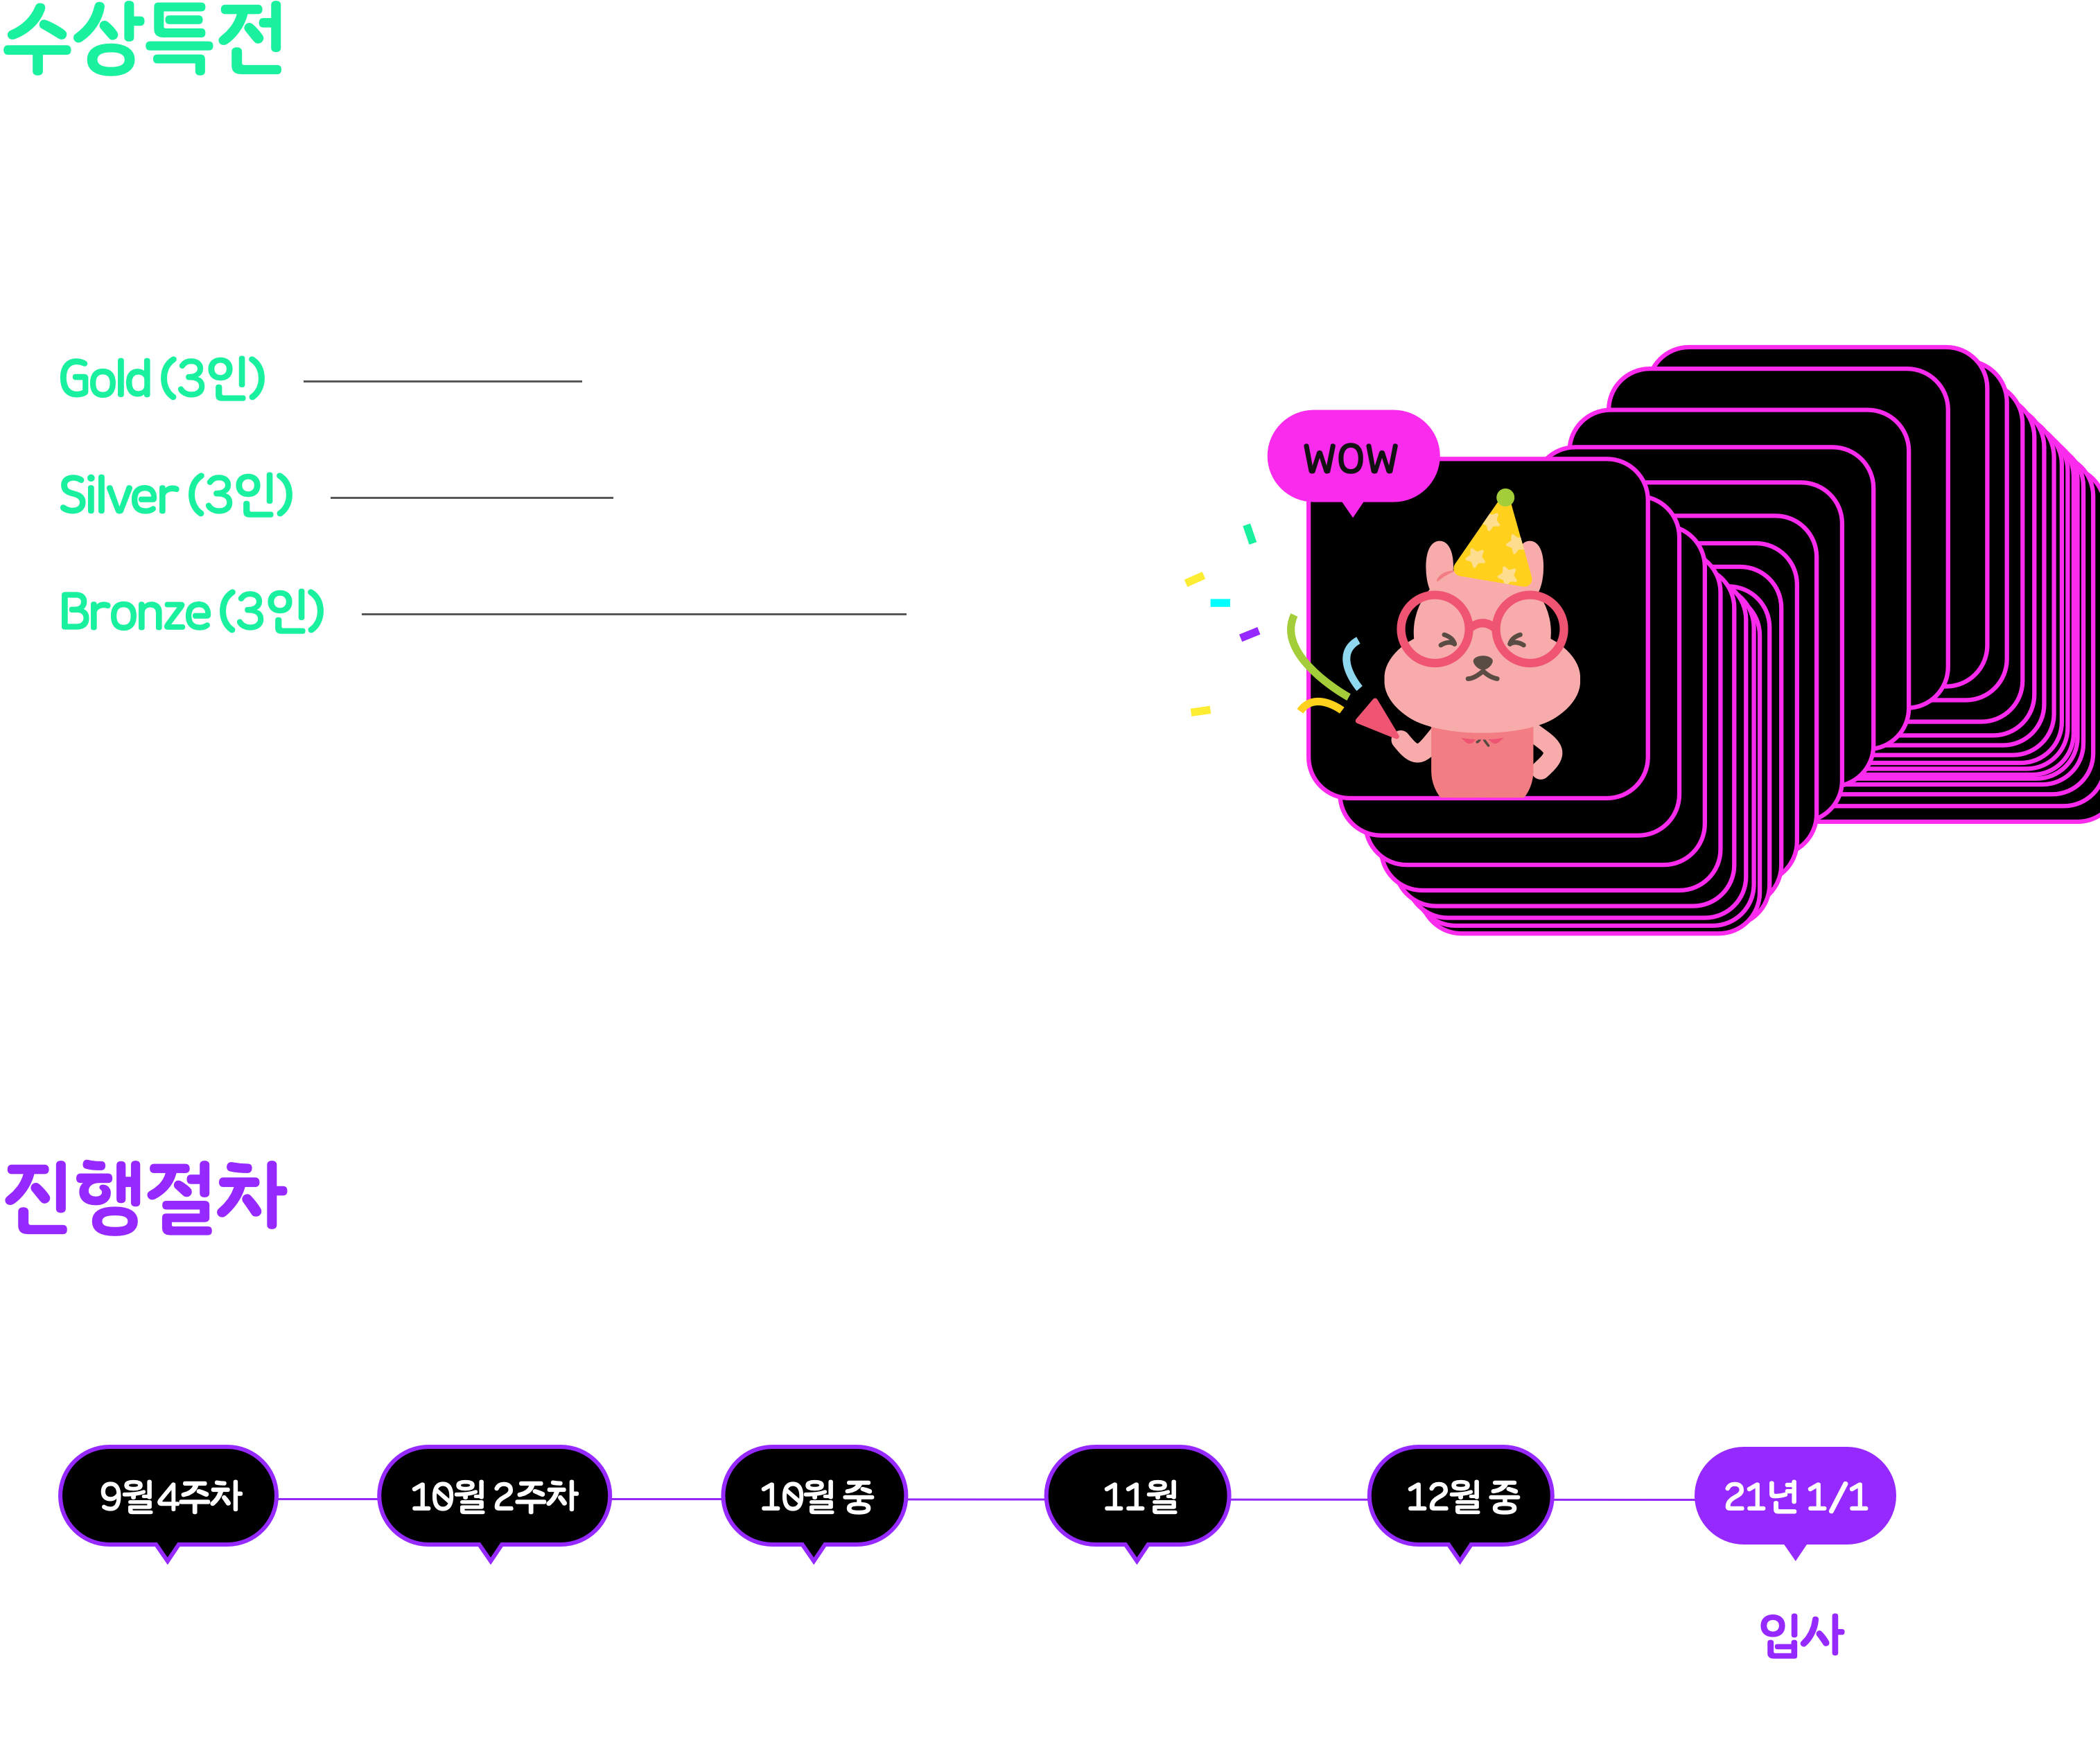 수상특전
Gold (3인)
Silver (3인)
Bronze (3인)
WOW
진행절차
9월4주차
10월 2주차
10월중
11월
12월중
21년 1/1
입사